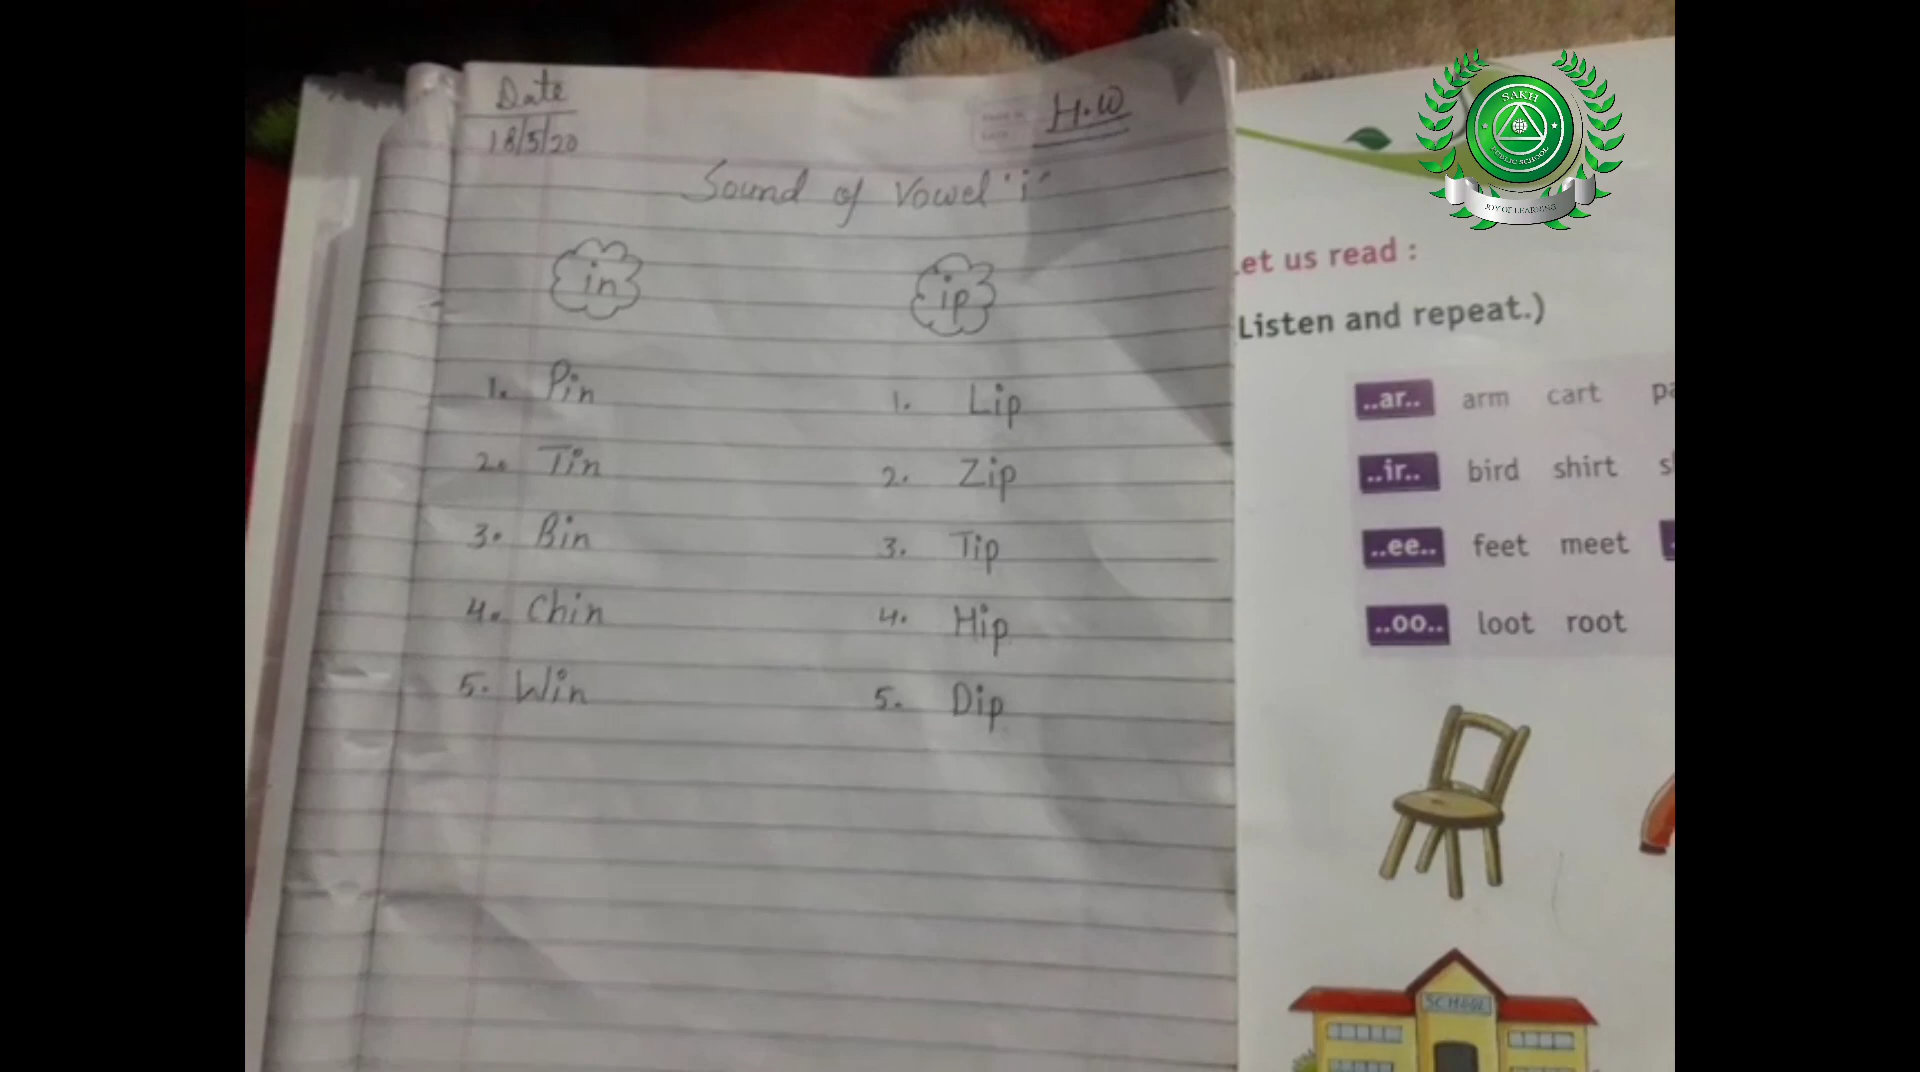 Date
18/5/20
H.W
Sound of Vowel "i"
in
1. Pin
2. Tin
3. Bin
4. Chin
5. Win
ip
1. Lip
2. Zip
3. Tip
4. Hip
5. Dip
et us read :
Listen and repeat.)
..ar.. arm cart
..ir.. bird shirt
..ee.. feet meet
..oo.. loot root
SCHOOL
SAKH
PUBLIC SCHOOL
JOY OF LEARNING